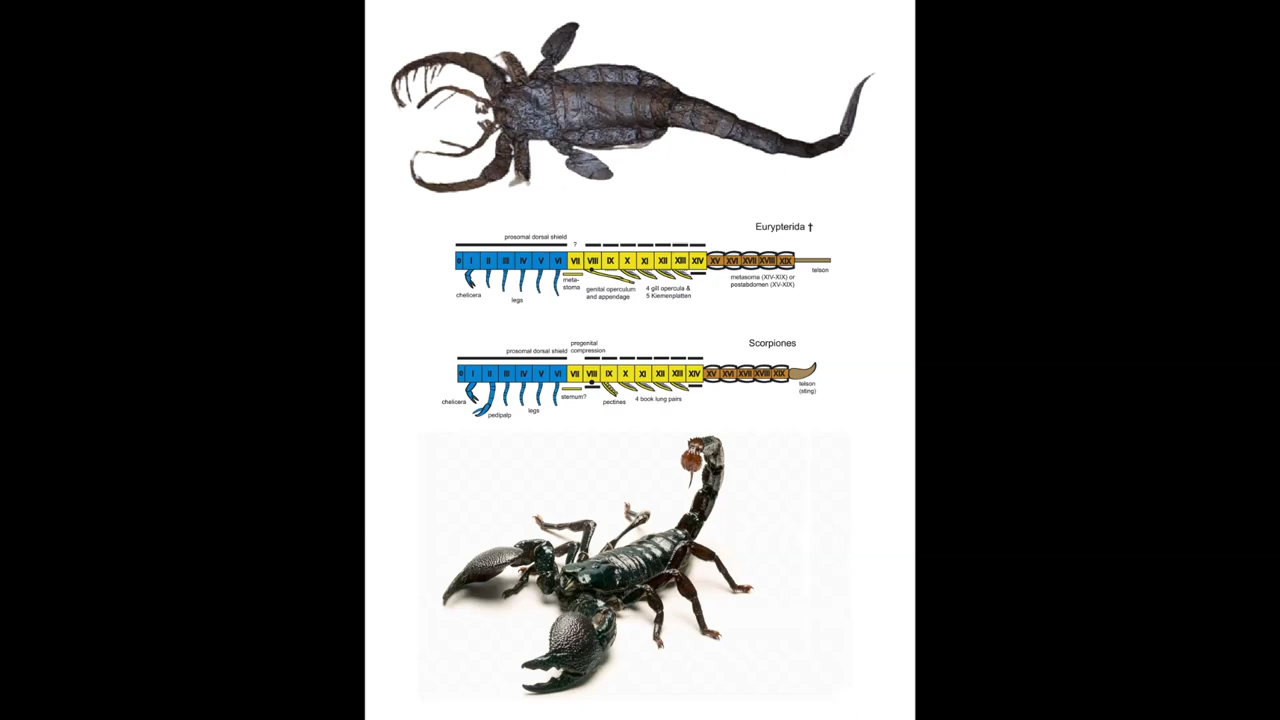 Eurypterida †
prosomal dorsal shield
?
0 I II III IV V VI VII VIII IX X XI XII XIII XIV XV XVI XVII XVIII XIX
chelicera
legs
meta-
stoma
genital operculum
and appendage
4 gill opercula &
5 Kiemenplatten
metasoma (XIV-XIX) or
postabdomen (XV-XIX)
telson
Scorpiones
prosomal dorsal shield
pregenital
compression
0 I II III IV V VI VII VIII IX X XI XII XIII XIV XV XVI XVII XVIII XIX
chelicera
pedipalp
legs
sternum?
pectines
4 book lung pairs
telson
(sting)